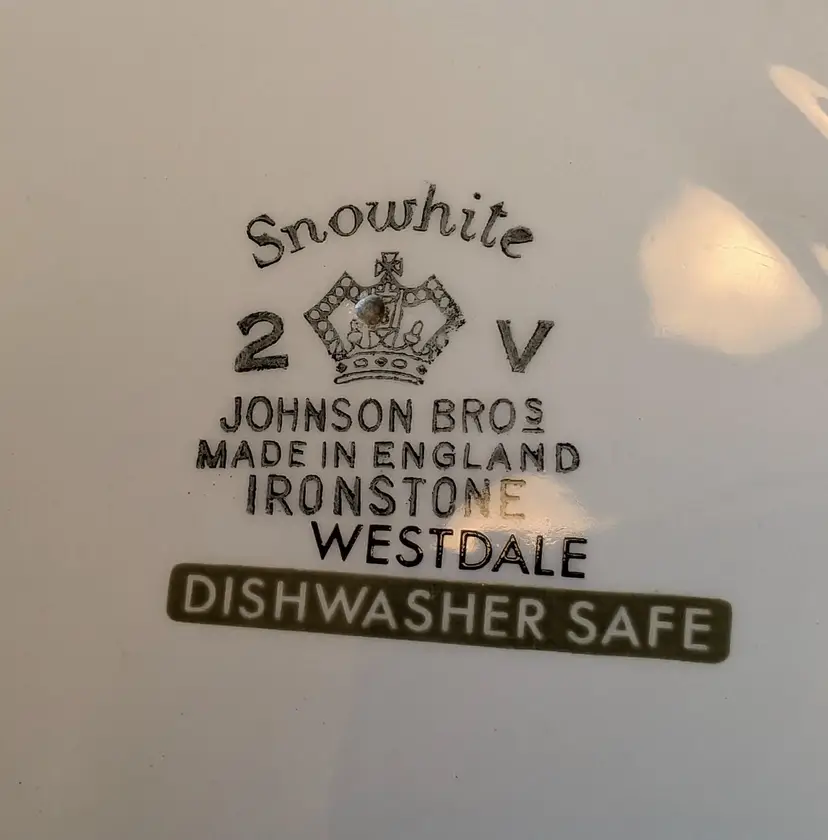 Snowhite
2 V
JOHNSON BROS
MADE IN ENGLAND
IRONSTONE
WESTDALE
DISHWASHER SAFE